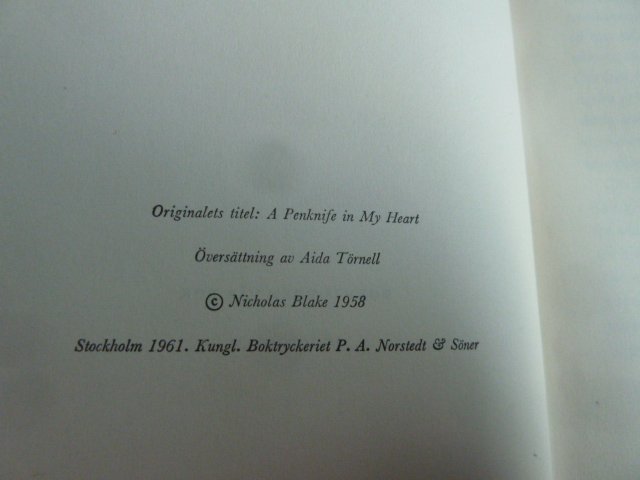 Originalets titel: A Penknife in My Heart
Översättning av Aida Törnell
© Nicholas Blake 1958
Stockholm 1961. Kungl. Boktryckeriet P. A. Norstedt & Söner